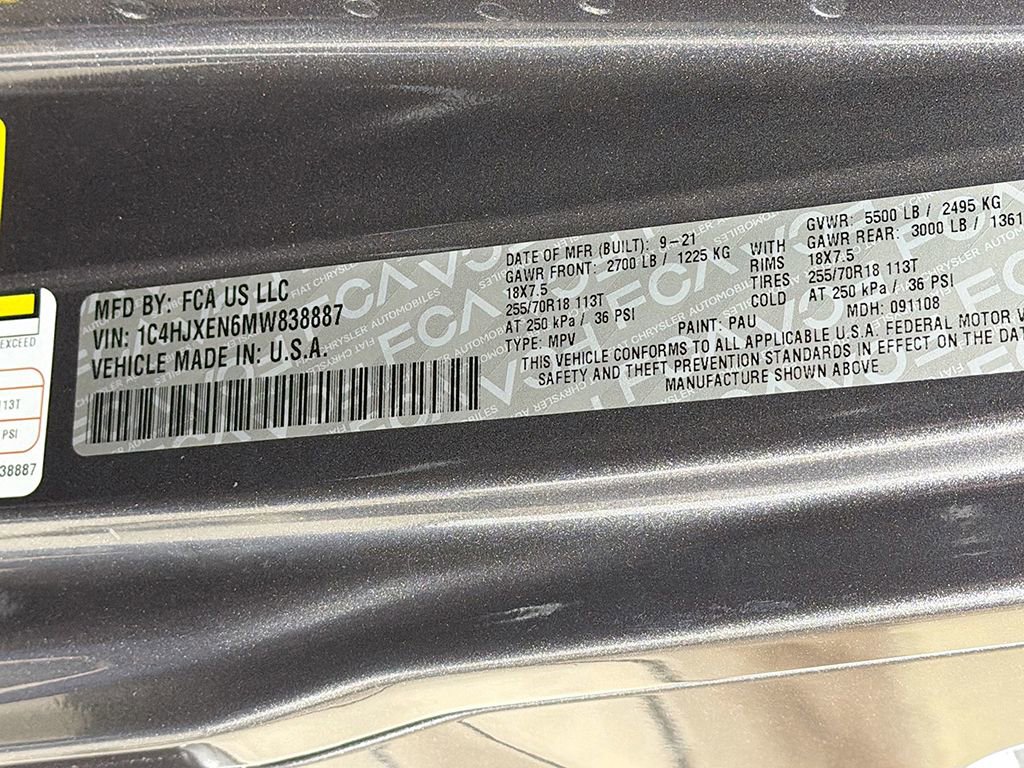 MFD BY: FCA US LLC
VIN: 1C4HJXEN6MW838887
VEHICLE MADE IN: U.S.A.
DATE OF MFR (BUILT): 9-21
GAWR FRONT: 2700 LB / 1225 KG
18X7.5
255/70R18 113T
AT 250 kPa / 36 PSI
TYPE: MPV
WITH
RIMS
TIRES
COLD
GVWR: 5500 LB / 2495 KG
GAWR REAR: 3000 LB / 1361
18X7.5
255/70R18 113T
AT 250 kPa / 36 PSI
MDH: 091108
PAINT: PAU
THIS VEHICLE CONFORMS TO ALL APPLICABLE U.S.A. FEDERAL MOTOR V
SAFETY AND THEFT PREVENTION STANDARDS IN EFFECT ON THE DAT
MANUFACTURE SHOWN ABOVE.
EXCEED
113T
PSI
38887
FCA
FIAT CHRYSLER AUTOMOBILES